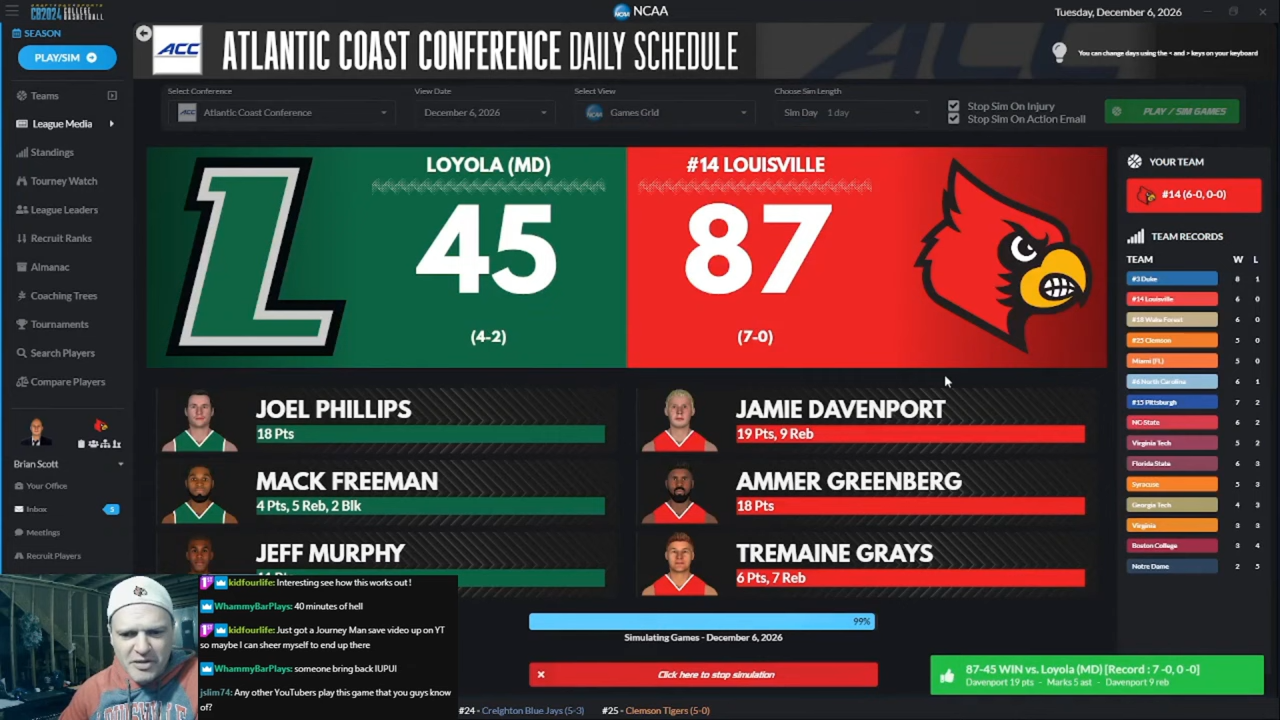 DRAFT DAY SPORTS
CB2024 COLLEGE BASKETBALL
NCAA
Tuesday, December 6, 2026
SEASON
PLAY/SIM
ACC
ATLANTIC COAST CONFERENCE DAILY SCHEDULE
You can change days using the < and > keys on your keyboard
Select Conference
View Date
Select View
Choose Sim Length
Atlantic Coast Conference
December 6, 2026
Games Grid
Sim Day 1 day
Stop Sim On Injury
Stop Sim On Action Email
PLAY / SIM GAMES
Teams
League Media
Standings
Tourney Watch
League Leaders
Recruit Ranks
Almanac
Coaching Trees
Tournaments
Search Players
Compare Players
1x
Brian Scott
Your Office
Inbox 5
Meetings
Recruit Players
LOYOLA (MD)
45
(4-2)
#14 LOUISVILLE
87
(7-0)
JOEL PHILLIPS
18 Pts
MACK FREEMAN
4 Pts, 5 Reb, 2 Blk
JEFF MURPHY
JAMIE DAVENPORT
19 Pts, 9 Reb
AMMER GREENBERG
18 Pts
TREMAINE GRAYS
6 Pts, 7 Reb
YOUR TEAM
#14 (6-0, 0-0)
TEAM RECORDS
TEAM W L
#3 Duke 8 1
#14 Louisville 6 0
#18 Wake Forest 6 0
#25 Clemson 5 0
Miami (FL) 5 0
#6 North Carolina 6 1
#15 Pittsburgh 7 2
NC State 6 2
Virginia Tech 5 2
Florida State 6 3
Syracuse 5 3
Georgia Tech 4 3
Virginia 3 3
Boston College 3 4
Notre Dame 2 5
kidfourlife: Interesting see how this works out !
WhammyBarPlays: 40 minutes of hell
kidfourlife: Just got a Journey Man save video up on YT
so maybe I can sheer myself to end up there
WhammyBarPlays: someone bring back IUPUI
jslim74: Any other YouTubers play this game that you guys know
of?
99%
Simulating Games - December 6, 2026
Click here to stop simulation
87-45 WIN vs. Loyola (MD) [Record : 7 -0, 0 -0]
Davenport 19 pts - Marks 5 ast - Davenport 9 reb
#24 - Creighton Blue Jays (5-3) #25 - Clemson Tigers (5-0)